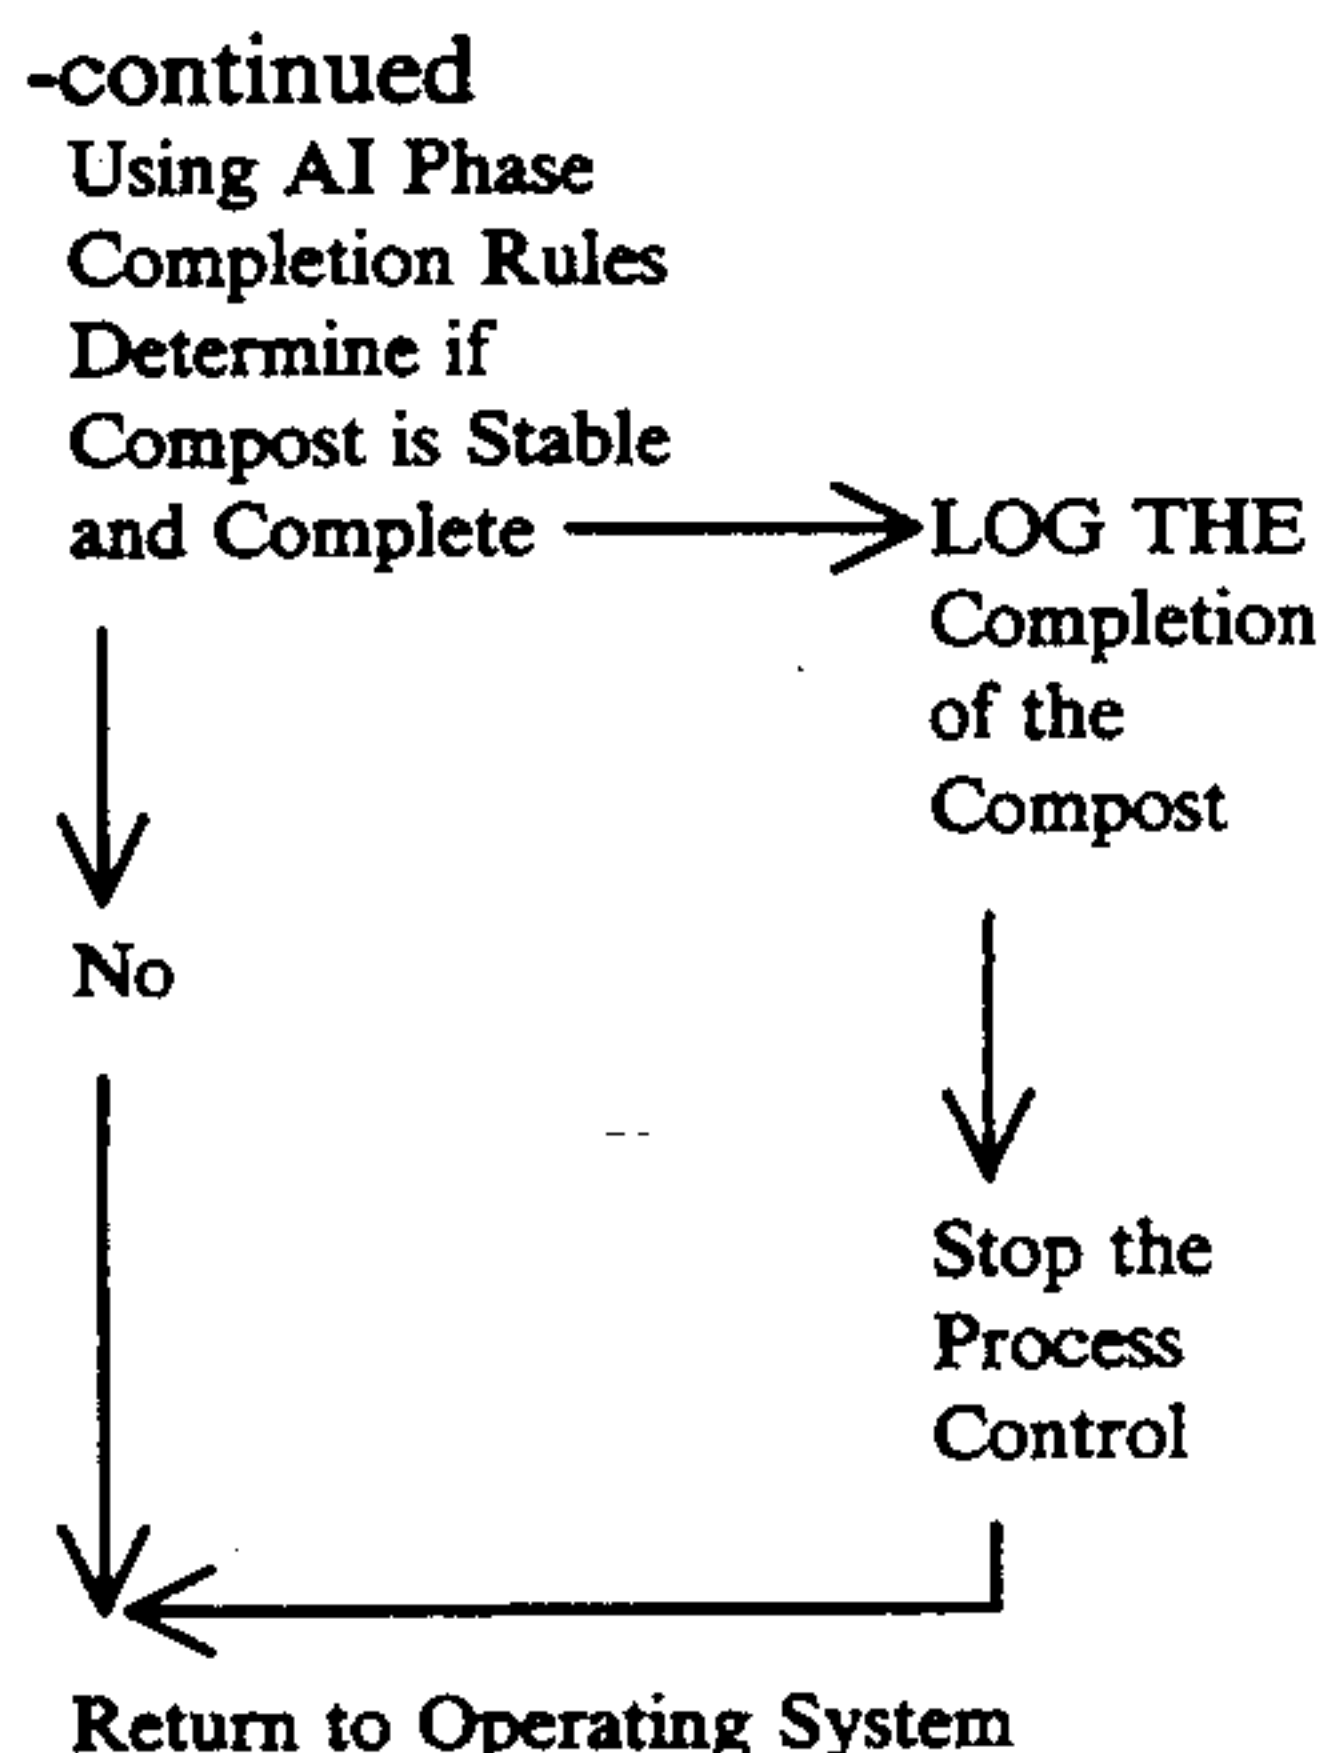 -continued
Using AI Phase
Completion Rules
Determine if
Compost is Stable
and Complete
LOG THE
Completion
of the
Compost
No
Stop the
Process
Control
Return to Operating System